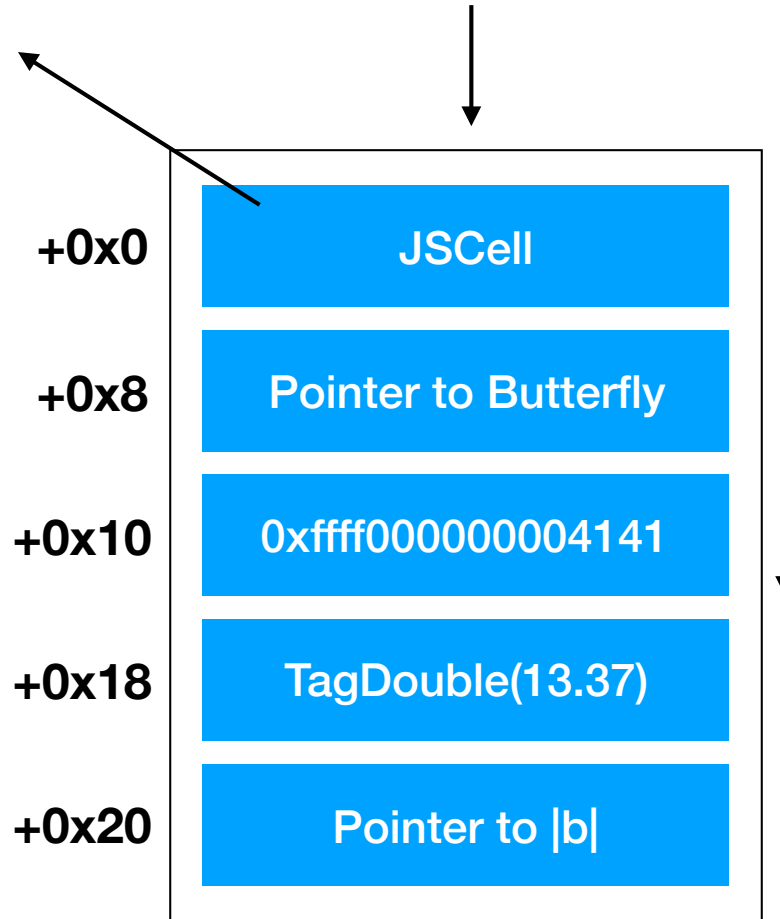 +0x0 JSCell
+0x8 Pointer to Butterfly
+0x10 0xffff000000004141
+0x18 TagDouble(13.37)
+0x20 Pointer to |b|